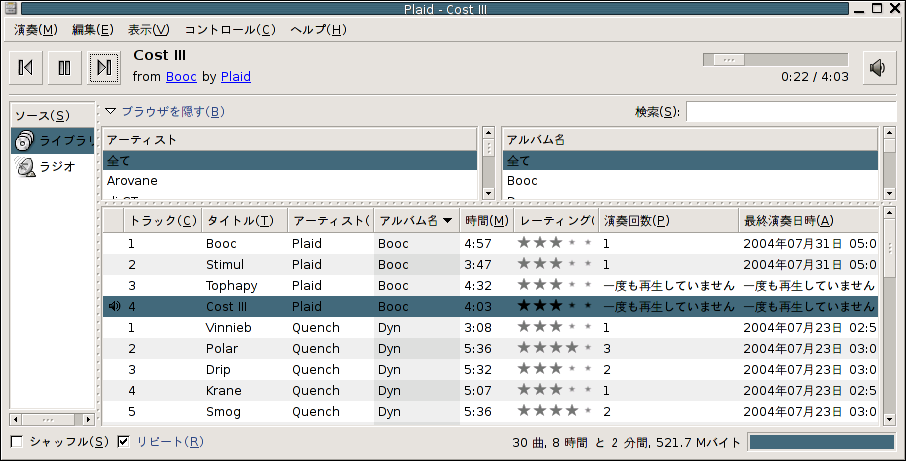 Plaid - Cost III
演奏(M) 編集(E) 表示(V) コントロール(C) ヘルプ(H)
Cost III
from Booc by Plaid
0:22 / 4:03
ソース(S)
ライブラリ
ラジオ
ブラウザを隠す(B) 検索(S):
アーティスト アルバム名
全て 全て
Arovane Booc
トラック(C) タイトル(T) アーティスト( アルバム名 時間(M) レーティング( 演奏回数(P) 最終演奏日時(A)
1 Booc Plaid Booc 4:57 1 2004年07月31日 05:0
2 Stimul Plaid Booc 3:47 1 2004年07月31日 05:0
3 Tophapy Plaid Booc 4:32 一度も再生していません 一度も再生していません
4 Cost III Plaid Booc 4:03 一度も再生していません 一度も再生していません
1 Vinnieb Quench Dyn 3:08 1 2004年07月23日 02:5
2 Polar Quench Dyn 5:36 3 2004年07月23日 03:0
3 Drip Quench Dyn 5:32 2 2004年07月23日 03:0
4 Krane Quench Dyn 5:07 1 2004年07月23日 02:5
5 Smog Quench Dyn 5:36 2 2004年07月23日 03:0
シャッフル(S) リピート(R) 30 曲, 8 時間 と 2 分間, 521.7 Mバイト